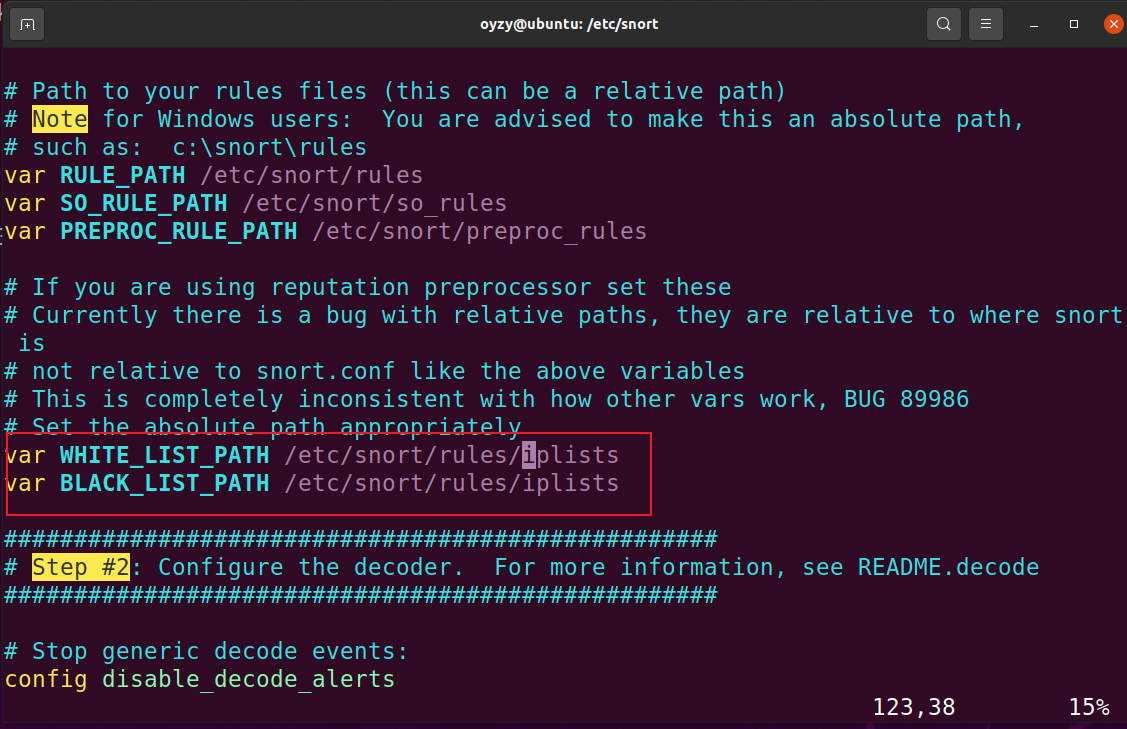 oyzy@ubuntu: /etc/snort
# Path to your rules files (this can be a relative path)
# Note for Windows users:  You are advised to make this an absolute path,
# such as:  c:\snort\rules
var RULE_PATH /etc/snort/rules
var SO_RULE_PATH /etc/snort/so_rules
var PREPROC_RULE_PATH /etc/snort/preproc_rules
# If you are using reputation preprocessor set these
# Currently there is a bug with relative paths, they are relative to where snort
is
# not relative to snort.conf like the above variables
# This is completely inconsistent with how other vars work, BUG 89986
# Set the absolute path appropriately
var WHITE_LIST_PATH /etc/snort/rules/iplists
var BLACK_LIST_PATH /etc/snort/rules/iplists
###################################################
# Step #2: Configure the decoder.  For more information, see README.decode
###################################################
# Stop generic decode events:
config disable_decode_alerts
123,38 15%